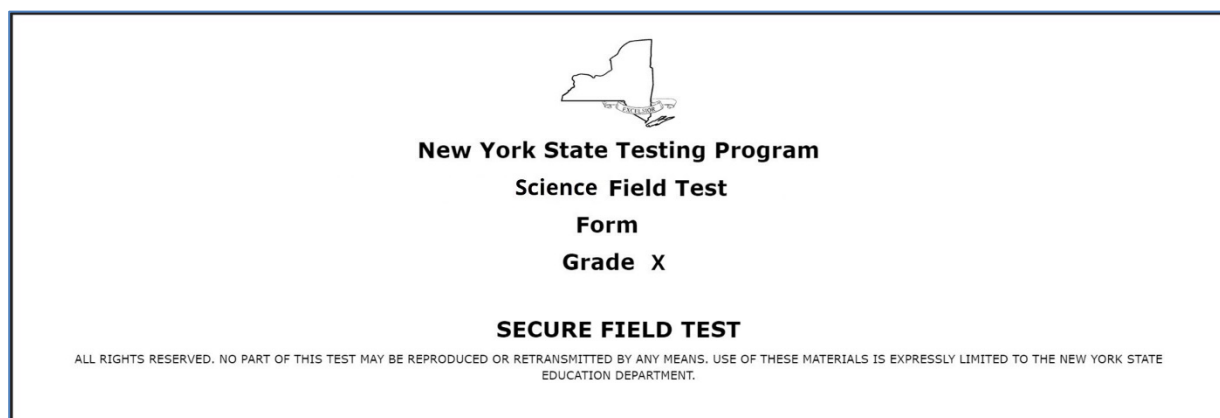 EXCELSIOR
New York State Testing Program
Science Field Test
Form
Grade X
SECURE FIELD TEST
ALL RIGHTS RESERVED. NO PART OF THIS TEST MAY BE REPRODUCED OR RETRANSMITTED BY ANY MEANS. USE OF THESE MATERIALS IS EXPRESSLY LIMITED TO THE NEW YORK STATE
EDUCATION DEPARTMENT.